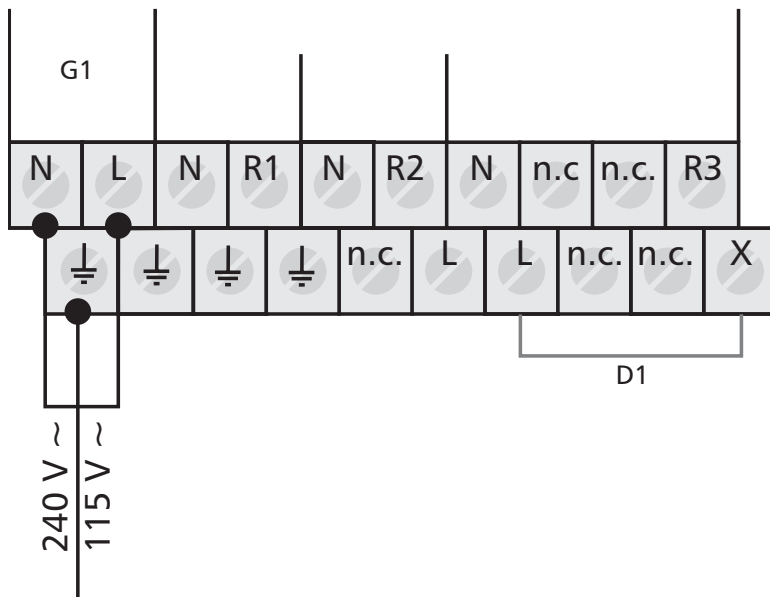 G1
N L N R1 N R2 N n.c n.c. R3
n.c. L L n.c. n.c. X
D1
240 V ~
115 V ~